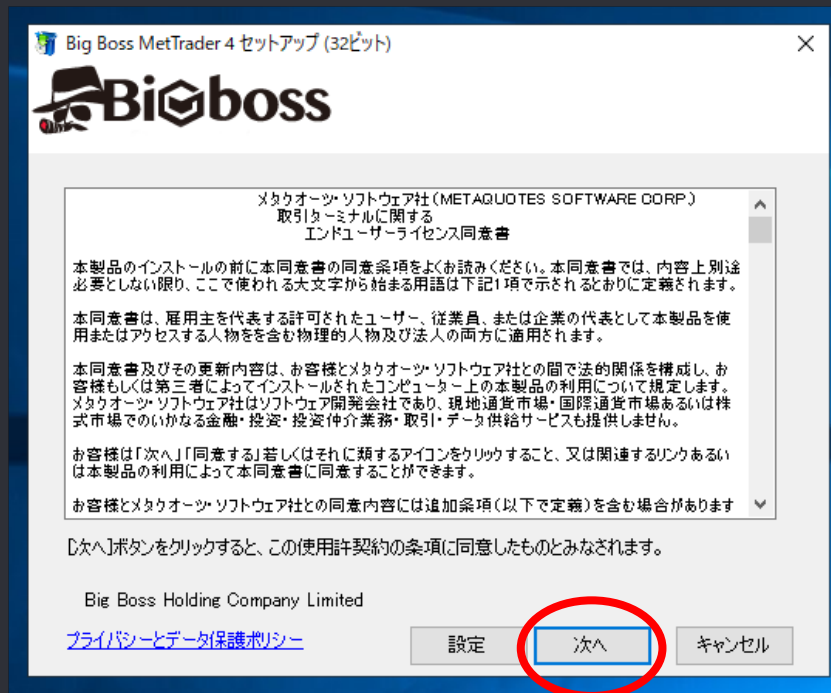 Big Boss MetTrader 4 セットアップ (32ビット)
Bigboss
メタクオーツ・ソフトウェア社(METAQUOTES SOFTWARE CORP.)
取引ターミナルに関する
エンドユーザーライセンス同意書
本製品のインストールの前に本同意書の同意条項をよくお読みください。本同意書では、内容上別途
必要としない限り、ここで使われる大文字から始まる用語は下記1項で示されるとおりに定義されます。
本同意書は、雇用主を代表する許可されたユーザー、従業員、または企業の代表として本製品を使
用またはアクセスする人物をを含む物理的人物及び法人の両方に適用されます。
本同意書及びその更新内容は、お客様とメタクオーツ・ソフトウェア社との間で法的関係を構成し、お
客様もしくは第三者によってインストールされたコンピューター上の本製品の利用について規定します。
メタクオーツ・ソフトウェア社はソフトウェア開発会社であり、現地通貨市場・国際通貨市場あるいは株
式市場でのいかなる金融・投資・投資仲介業務・取引・データ供給サービスも提供しません。
お客様は「次へ」「同意する」若しくはそれに類するアイコンをクリックすること、又は関連するリンクあるい
は本製品の利用によって本同意書に同意することができます。
お客様とメタクオーツ・ソフトウェア社との同意内容には追加条項(以下で定義)を含む場合があります
[次へ]ボタンをクリックすると、この使用許契約の条項に同意したものとみなされます。
Big Boss Holding Company Limited
プライバシーとデータ保護ポリシー
設定
次へ
キャンセル